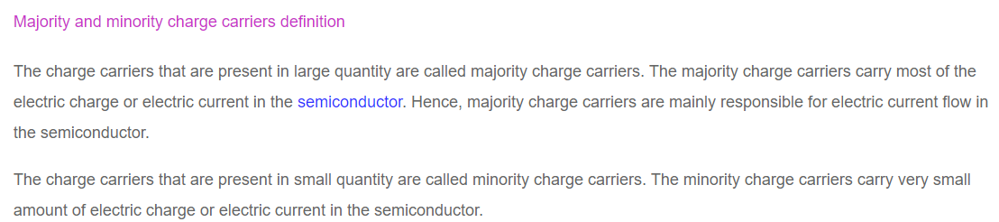 Majority and minority charge carriers definition
The charge carriers that are present in large quantity are called majority charge carriers. The majority charge carriers carry most of the
electric charge or electric current in the semiconductor. Hence, majority charge carriers are mainly responsible for electric current flow in
the semiconductor.
The charge carriers that are present in small quantity are called minority charge carriers. The minority charge carriers carry very small
amount of electric charge or electric current in the semiconductor.